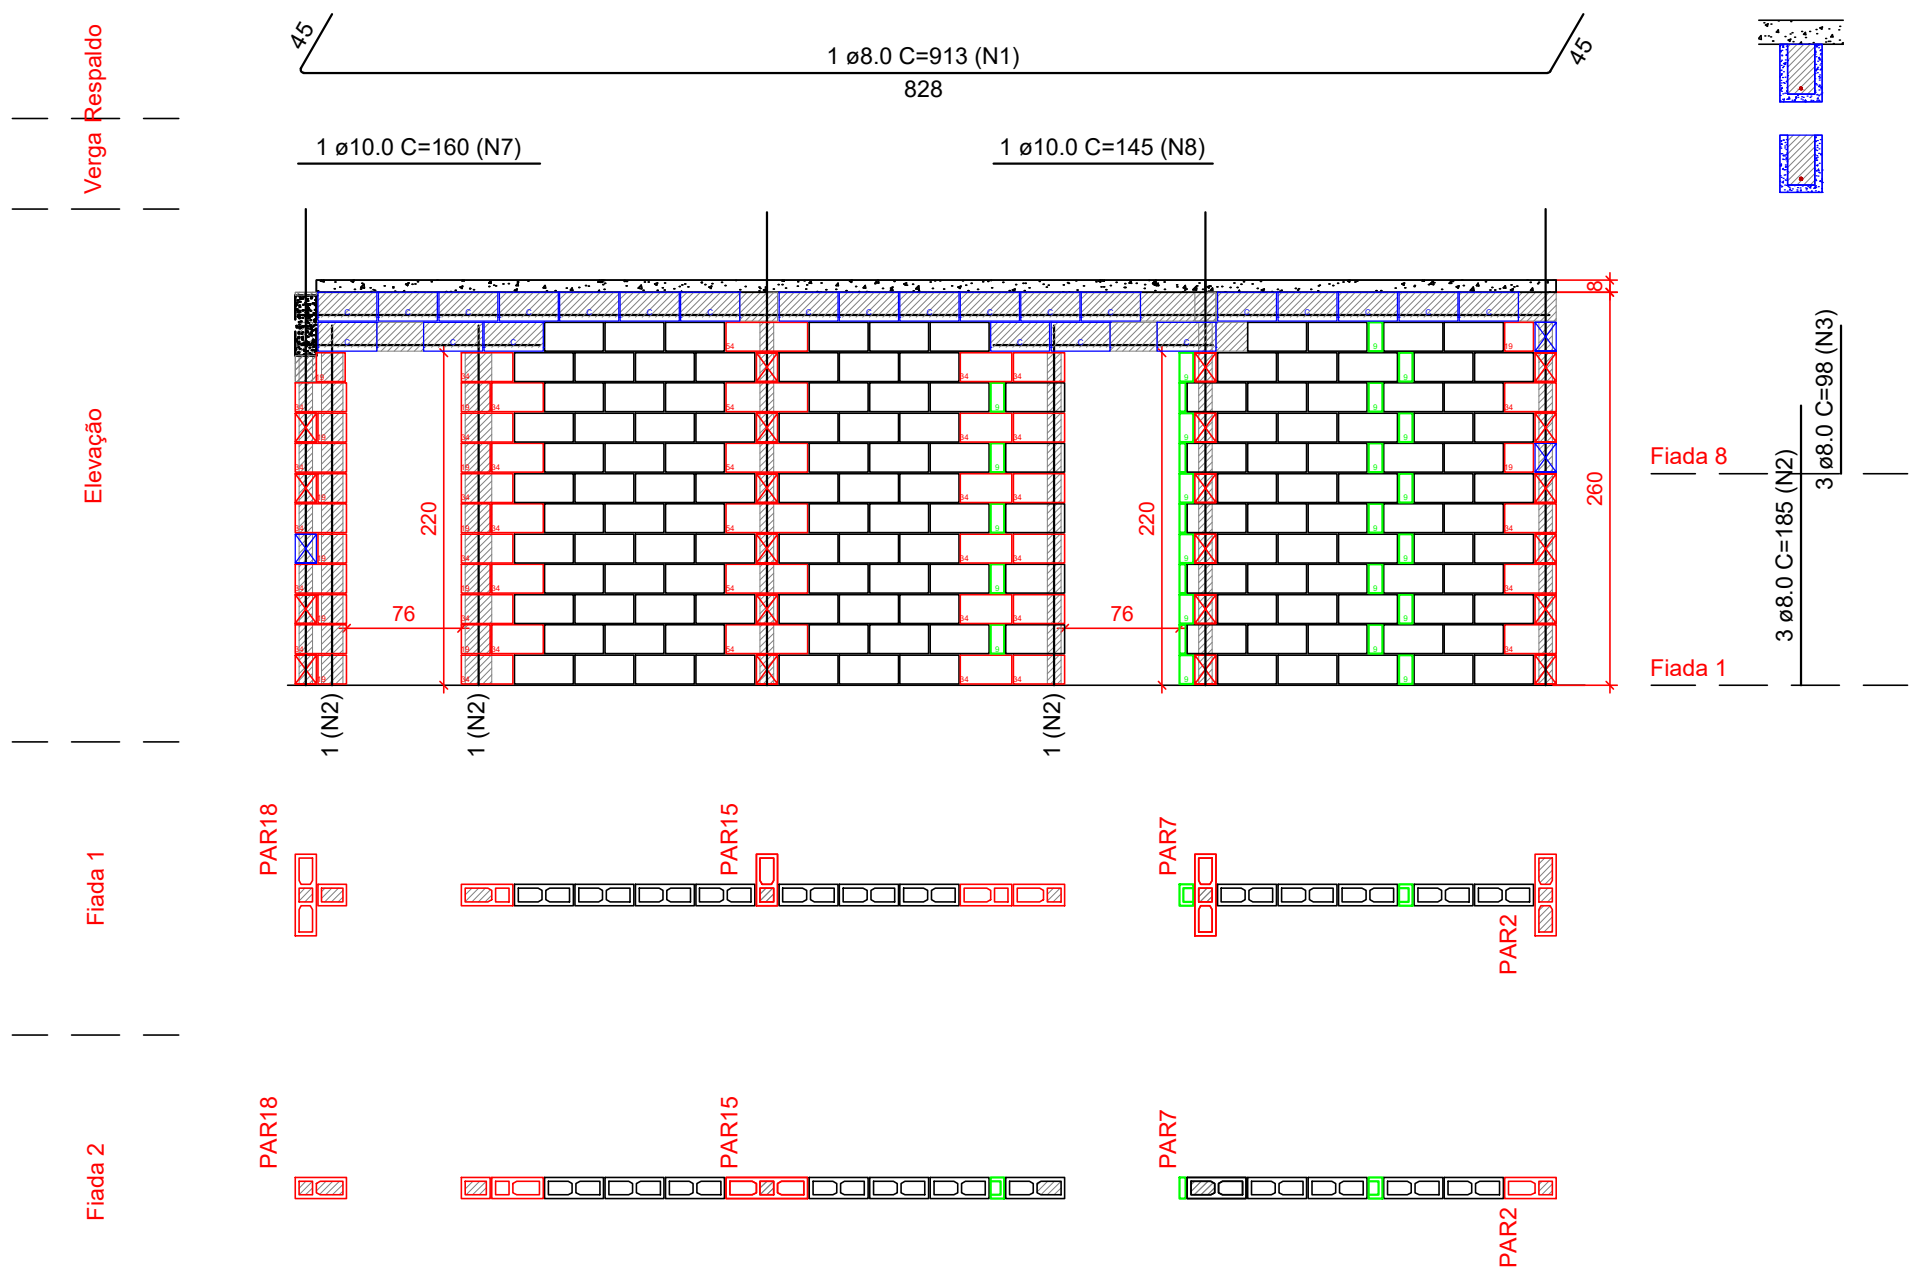 45
1 ø8.0 C=913 (N1)
828
45
Respaldo
Verga
1 ø10.0 C=160 (N7)
1 ø10.0 C=145 (N8)
Elevação
8
220
76
220
76
260
Fiada 8
Fiada 1
3 ø8.0 C=185 (N2)
3 ø8.0 C=98 (N3)
1 (N2)
1 (N2)
1 (N2)
Fiada 1
PAR18
PAR15
PAR7
PAR2
Fiada 2
PAR18
PAR15
PAR7
PAR2